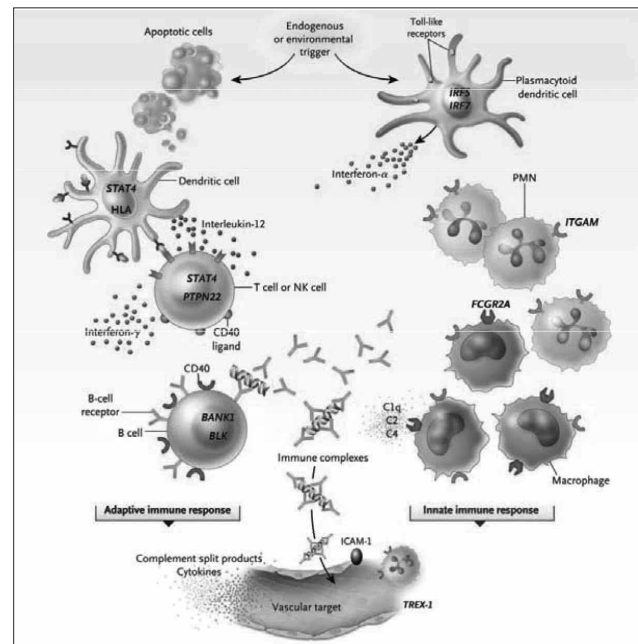 Apoptotic cells
Endogenous
or environmental
trigger
Toll-like
receptors
IRF5
IRF7
Plasmacytoid
dendritic cell
Interferon-α
STAT4
HLA
Dendritic cell
Interleukin-12
PMN
ITGAM
STAT4
PTPN22
T cell or NK cell
Interferon-γ
CD40
ligand
FCGR2A
CD40
B-cell
receptor
B cell
BANK1
BLK
C1q
C2
C4
Immune complexes
Macrophage
Adaptive immune response
Innate immune response
ICAM-1
Complement split products
Cytokines
Vascular target
TREX-1